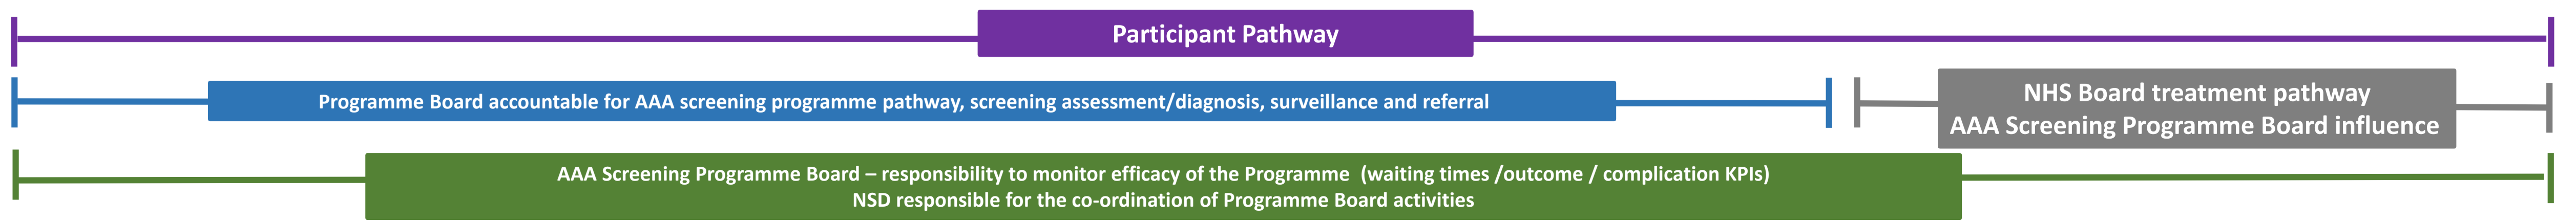 Participant Pathway
Programme Board accountable for AAA screening programme pathway, screening assessment/diagnosis, surveillance and referral
NHS Board treatment pathway
AAA Screening Programme Board influence
AAA Screening Programme Board – responsibility to monitor efficacy of the Programme  (waiting times /outcome / complication KPIs)
NSD responsible for the co-ordination of Programme Board activities